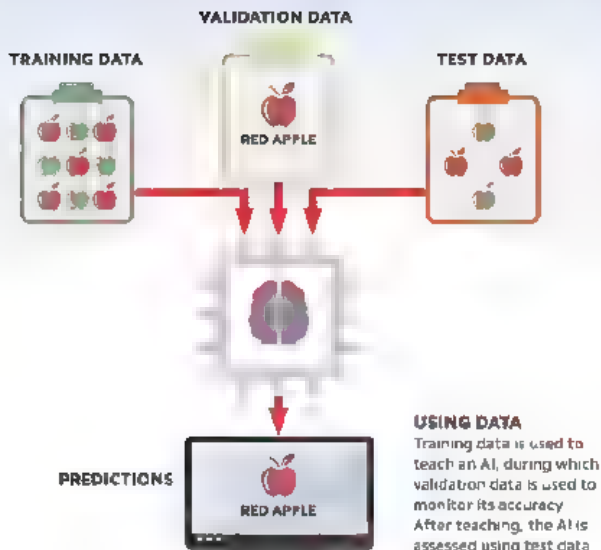 VALIDATION DATA
TRAINING DATA
TEST DATA
RED APPLE
PREDICTIONS
RED APPLE
USING DATA
Training data is used to
teach an AI, during which
validation data is used to
monitor its accuracy
After teaching, the AI is
assessed using test data